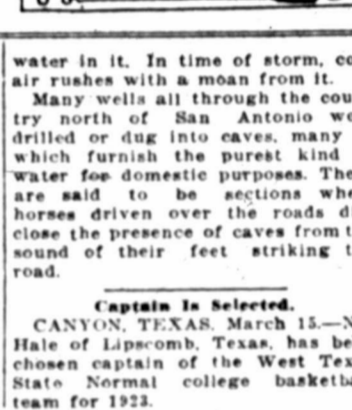 water in it. In time of storm, co
air rushes with a moan from it.
Many wells all through the cou
try north of San Antonio we
drilled or dug into caves, many
which furnish the purest kind
water for domestic purposes. The
are said to be sections whe
horses driven over the roads di
close the presence of caves from t
sound of their feet striking t
road.
Captain Is Selected.
CANYON, TEXAS, March 15.—N
Hale of Lipscomb, Texas, has be
chosen captain of the West Tex
State Normal college basketba
team for 1923.